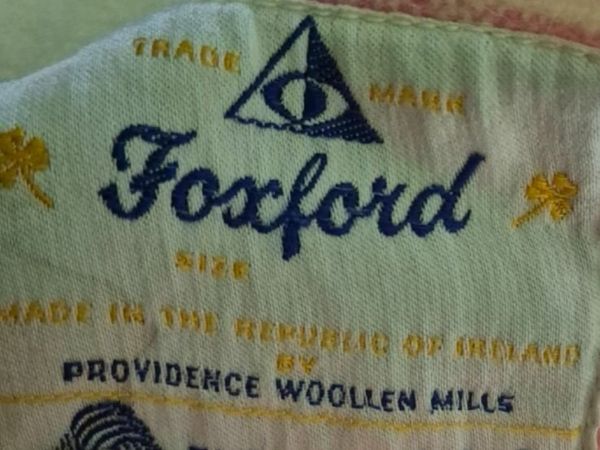 TRADE MARK
Foxford
SIZE
MADE IN THE REPUBLIC OF IRELAND
BY
PROVIDENCE WOOLLEN MILLS